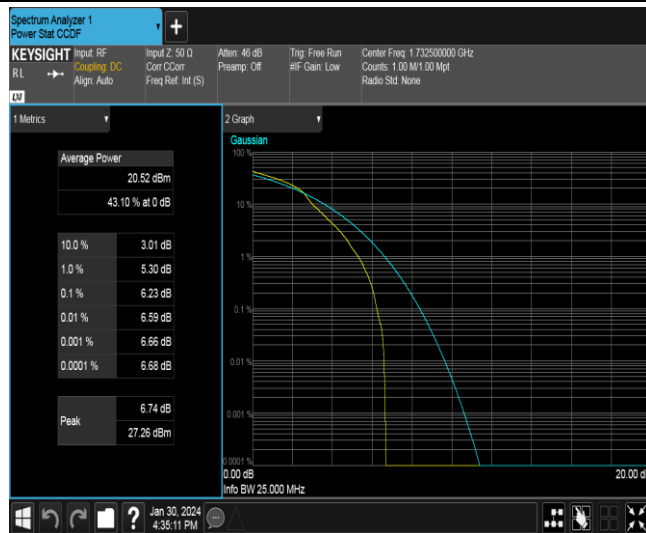 Spectrum Analyzer 1
Power Stat CCDF
+
KEYSIGHT
RL
Input: RF
Coupling: DC
Align: Auto
Input Z: 50 Ω
Corr CCorr
Freq Ref: Int (S)
Atten: 46 dB
Preamp: Off
Trig: Free Run
#IF Gain: Low
Center Freq: 1.732500000 GHz
Counts: 1.00 M/1.00 Mpt
Radio Std: None
1 Metrics
Average Power
20.52 dBm
43.10 % at 0 dB
10.0 % 3.01 dB
1.0 % 5.30 dB
0.1 % 6.23 dB
0.01 % 6.59 dB
0.001 % 6.66 dB
0.0001 % 6.68 dB
Peak
6.74 dB
27.26 dBm
2 Graph
Gaussian
100 %
10 %
1 %
0.1 %
0.01 %
0.001 %
0.0001 %
0.00 dB
20.00 d
Info BW 25.000 MHz
?
Jan 30, 2024
4:35:11 PM